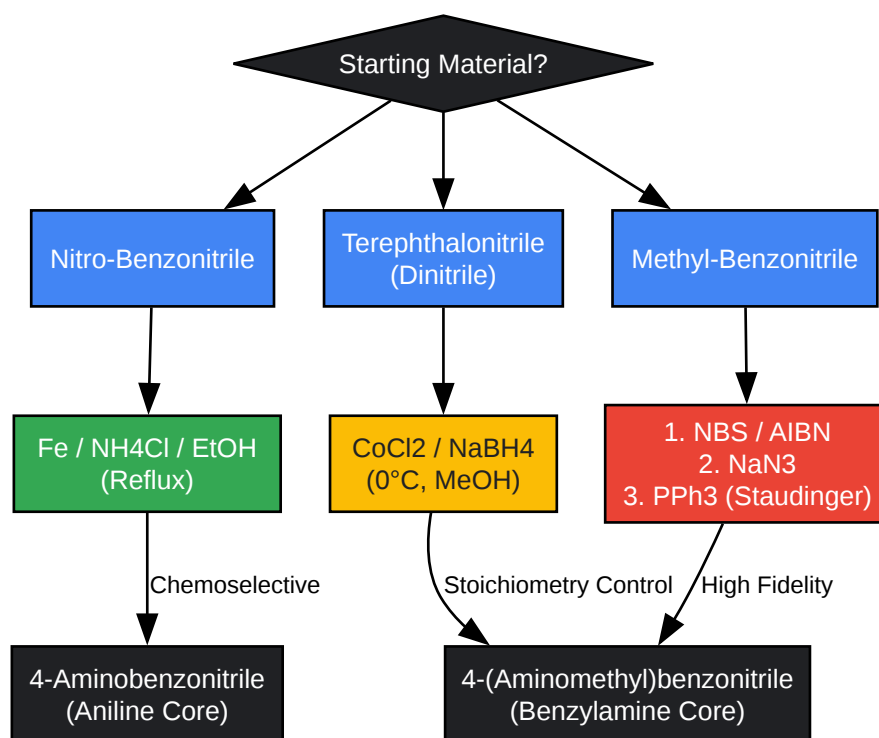 Starting Material?
Nitro-Benzonitrile
Terephthalonitrile
(Dinitrile)
Methyl-Benzonitrile
Fe / NH4Cl / EtOH
(Reflux)
CoCl2 / NaBH4
(0°C, MeOH)
1. NBS / AIBN
2. NaN3
3. PPh3 (Staudinger)
Chemoselective
Stoichiometry Control
High Fidelity
4-Aminobenzonitrile
(Aniline Core)
4-(Aminomethyl)benzonitrile
(Benzylamine Core)